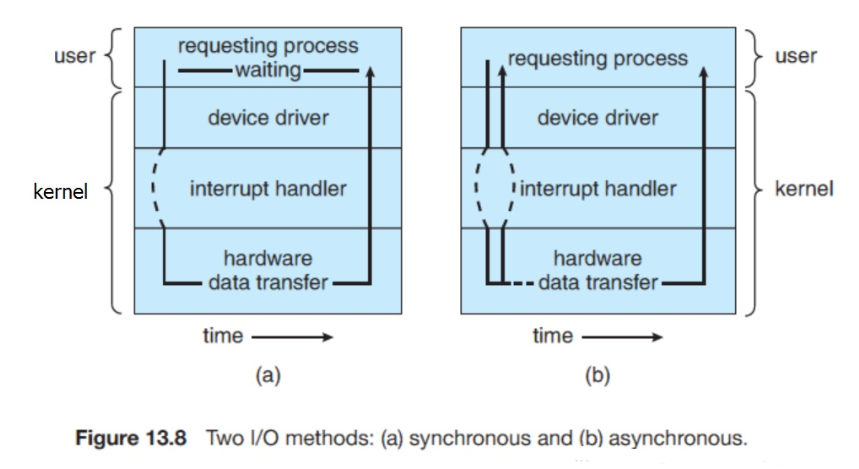 user
requesting process
waiting
device driver
kernel
interrupt handler
hardware
data transfer
time
(a)
requesting process
user
device driver
interrupt handler
kernel
hardware
data transfer
time
(b)
Figure 13.8 Two I/O methods: (a) synchronous and (b) asynchronous.